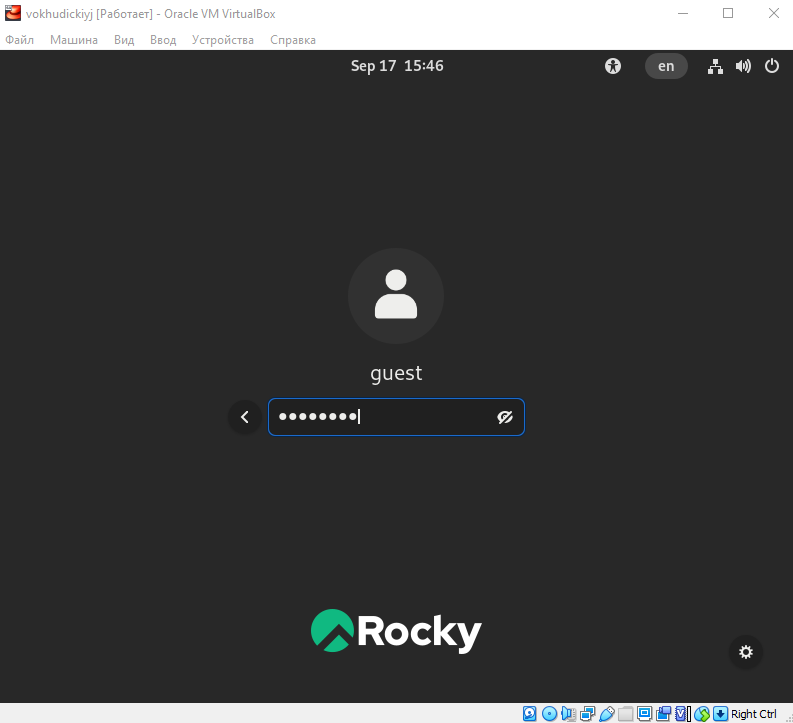 vokhudickiyj [Работает] - Oracle VM VirtualBox
Файл Машина Вид Ввод Устройства Справка
Sep 17 15:46
en
guest
••••••••
Rocky
Right Ctrl